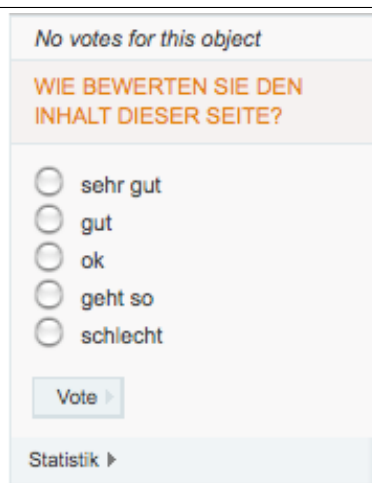 No votes for this object
WIE BEWERTEN SIE DEN
INHALT DIESER SEITE?
sehr gut
gut
ok
geht so
schlecht
Vote
Statistik